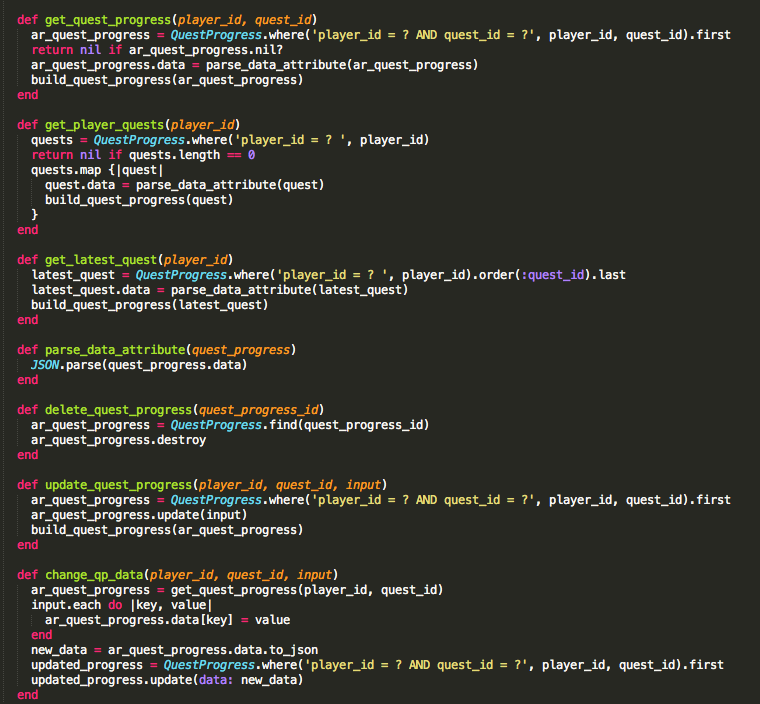 def get_quest_progress(player_id, quest_id)
  ar_quest_progress = QuestProgress.where('player_id = ? AND quest_id = ?', player_id, quest_id).first
  return nil if ar_quest_progress.nil?
  ar_quest_progress.data = parse_data_attribute(ar_quest_progress)
  build_quest_progress(ar_quest_progress)
end

def get_player_quests(player_id)
  quests = QuestProgress.where('player_id = ? ', player_id)
  return nil if quests.length == 0
  quests.map {|quest|
    quest.data = parse_data_attribute(quest)
    build_quest_progress(quest)
  }
end

def get_latest_quest(player_id)
  latest_quest = QuestProgress.where('player_id = ? ', player_id).order(:quest_id).last
  latest_quest.data = parse_data_attribute(latest_quest)
  build_quest_progress(latest_quest)
end

def parse_data_attribute(quest_progress)
  JSON.parse(quest_progress.data)
end

def delete_quest_progress(quest_progress_id)
  ar_quest_progress = QuestProgress.find(quest_progress_id)
  ar_quest_progress.destroy
end

def update_quest_progress(player_id, quest_id, input)
  ar_quest_progress = QuestProgress.where('player_id = ? AND quest_id = ?', player_id, quest_id).first
  ar_quest_progress.update(input)
  build_quest_progress(ar_quest_progress)
end

def change_qp_data(player_id, quest_id, input)
  ar_quest_progress = get_quest_progress(player_id, quest_id)
  input.each do |key, value|
    ar_quest_progress.data[key] = value
  end
  new_data = ar_quest_progress.data.to_json
  updated_progress = QuestProgress.where('player_id = ? AND quest_id = ?', player_id, quest_id).first
  updated_progress.update(data: new_data)
end